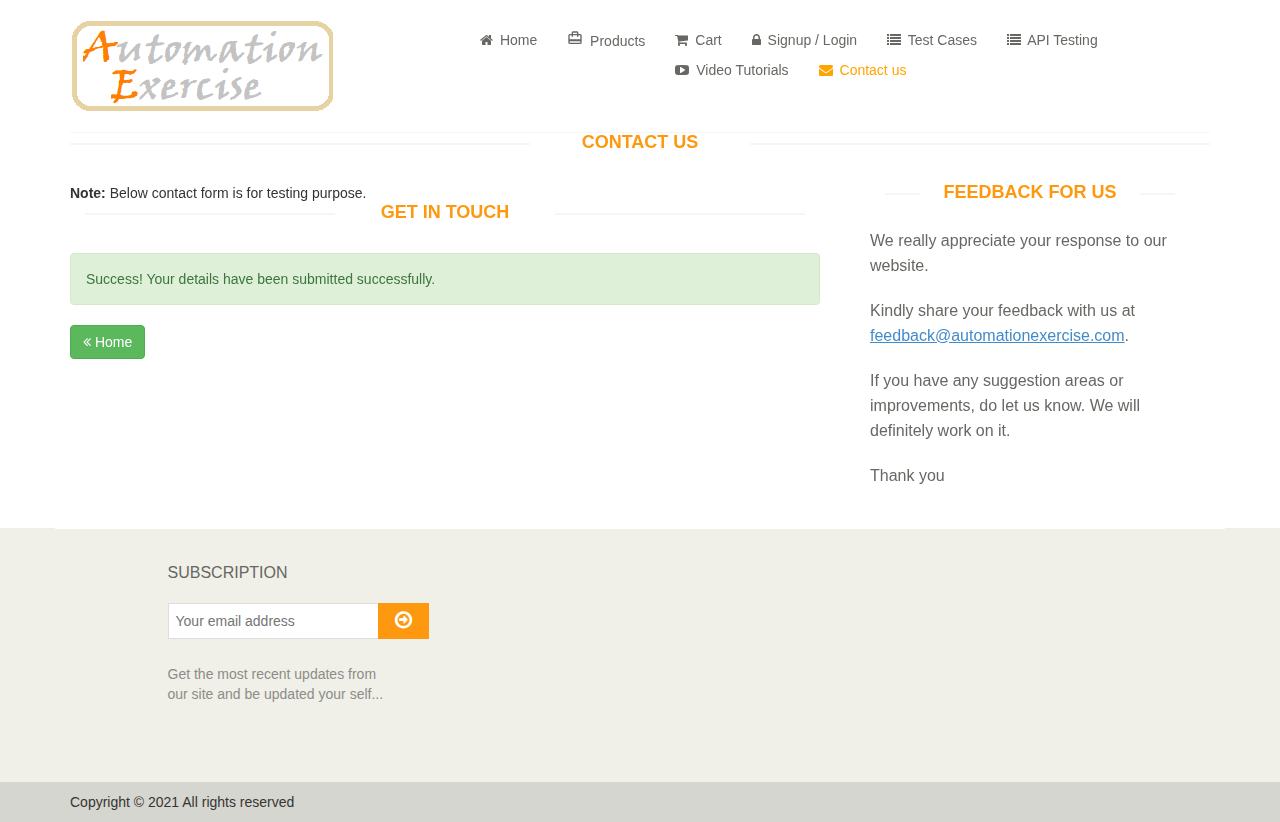 Automation
Exercise
Home
Products
Cart
Signup / Login
Test Cases
API Testing
Video Tutorials
Contact us
CONTACT US
Note: Below contact form is for testing purpose.
GET IN TOUCH
Success! Your details have been submitted successfully.
« Home
FEEDBACK FOR US
We really appreciate your response to our
website.
Kindly share your feedback with us at
feedback@automationexercise.com.
If you have any suggestion areas or
improvements, do let us know. We will
definitely work on it.
Thank you
SUBSCRIPTION
Your email address
Get the most recent updates from
our site and be updated your self...
Copyright © 2021 All rights reserved